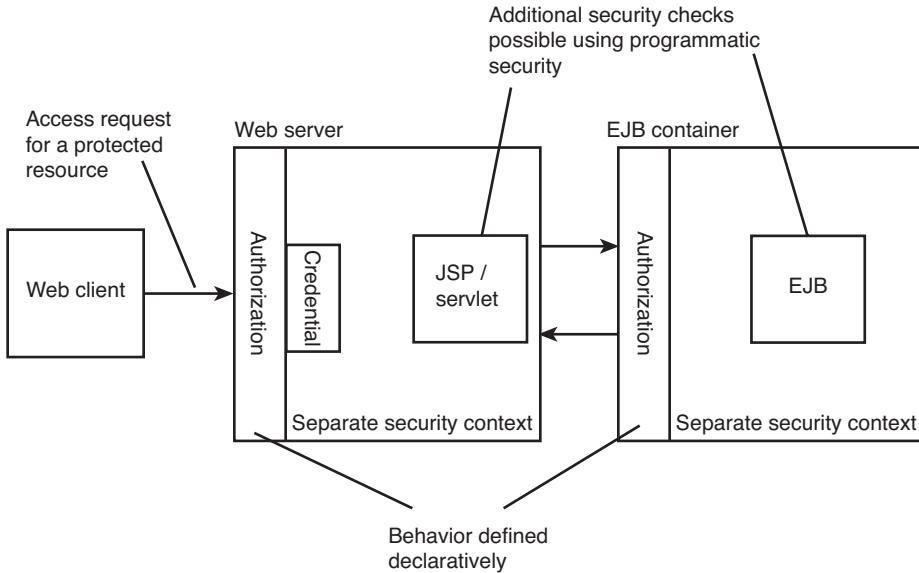 Additional security checks
possible using programmatic
security
Access request
for a protected
resource
Web server
EJB container
Web client
Authorization
Credential
JSP /
servlet
Authorization
EJB
Separate security context
Separate security context
Behavior defined
declaratively